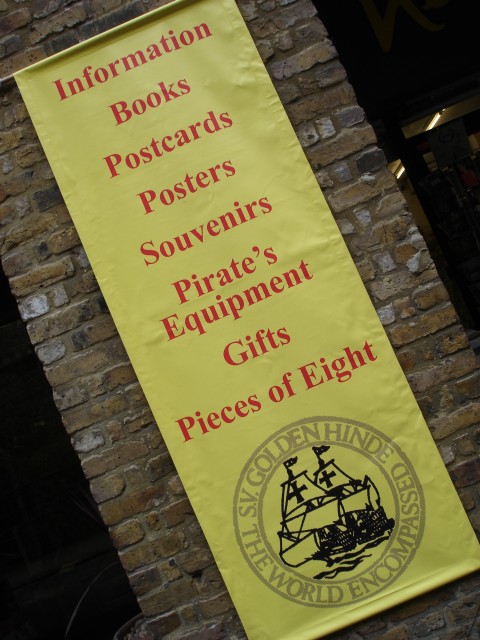 Information
Books
Postcards
Posters
Souvenirs
Pirate's
Equipment
Gifts
Pieces of Eight
S.V. GOLDEN HINDE
THE WORLD ENCOMPASSED